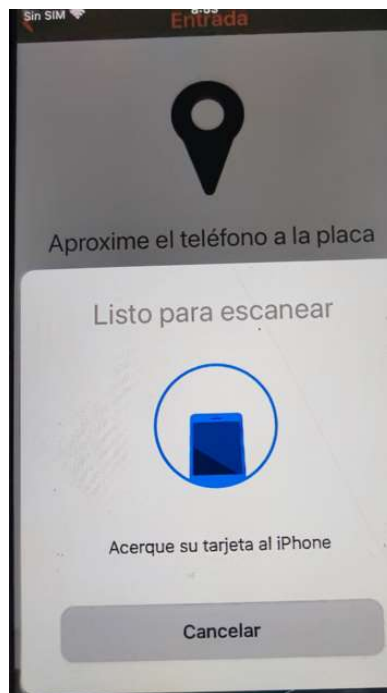 Sin SIM
Entrada
Aproxime el teléfono a la placa
Listo para escanear
Acerque su tarjeta al iPhone
Cancelar